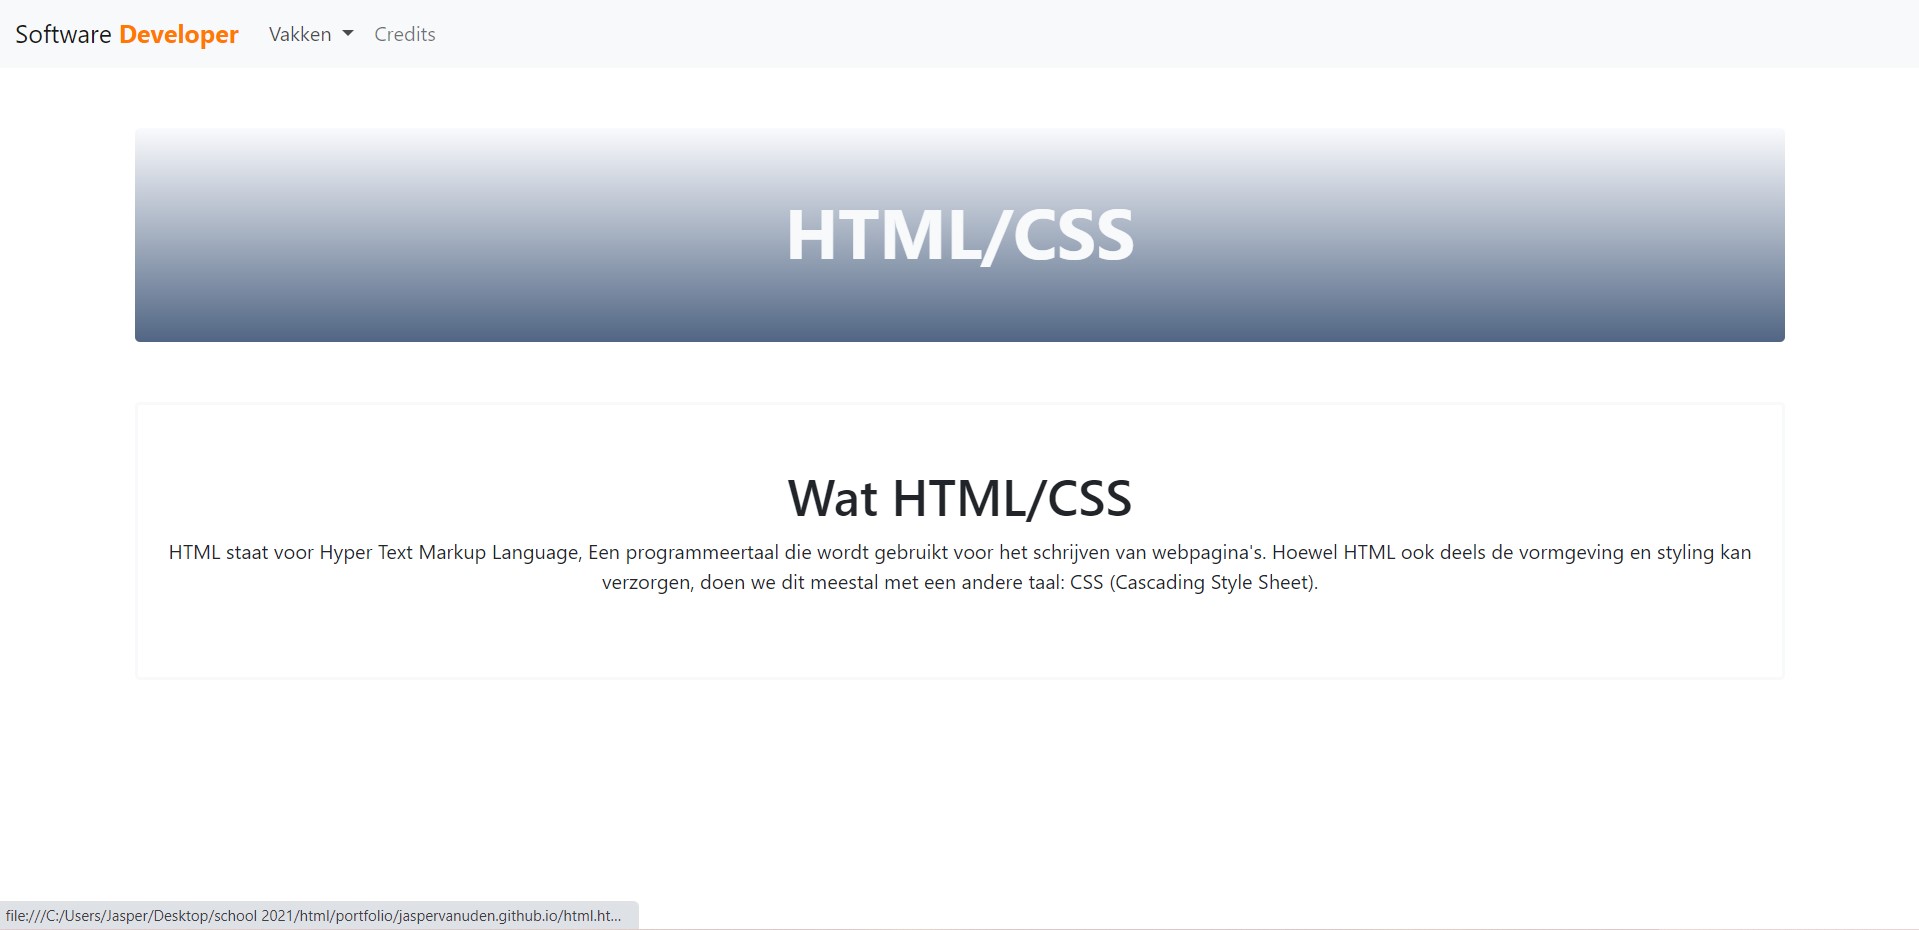 Software Developer Vakken Credits
HTML/CSS
Wat HTML/CSS
HTML staat voor Hyper Text Markup Language, Een programmeertaal die wordt gebruikt voor het schrijven van webpagina's. Hoewel HTML ook deels de vormgeving en styling kan
verzorgen, doen we dit meestal met een andere taal: CSS (Cascading Style Sheet).
file:///C:/Users/Jasper/Desktop/school 2021/html/portfolio/jaspervanuden.github.io/html.ht...